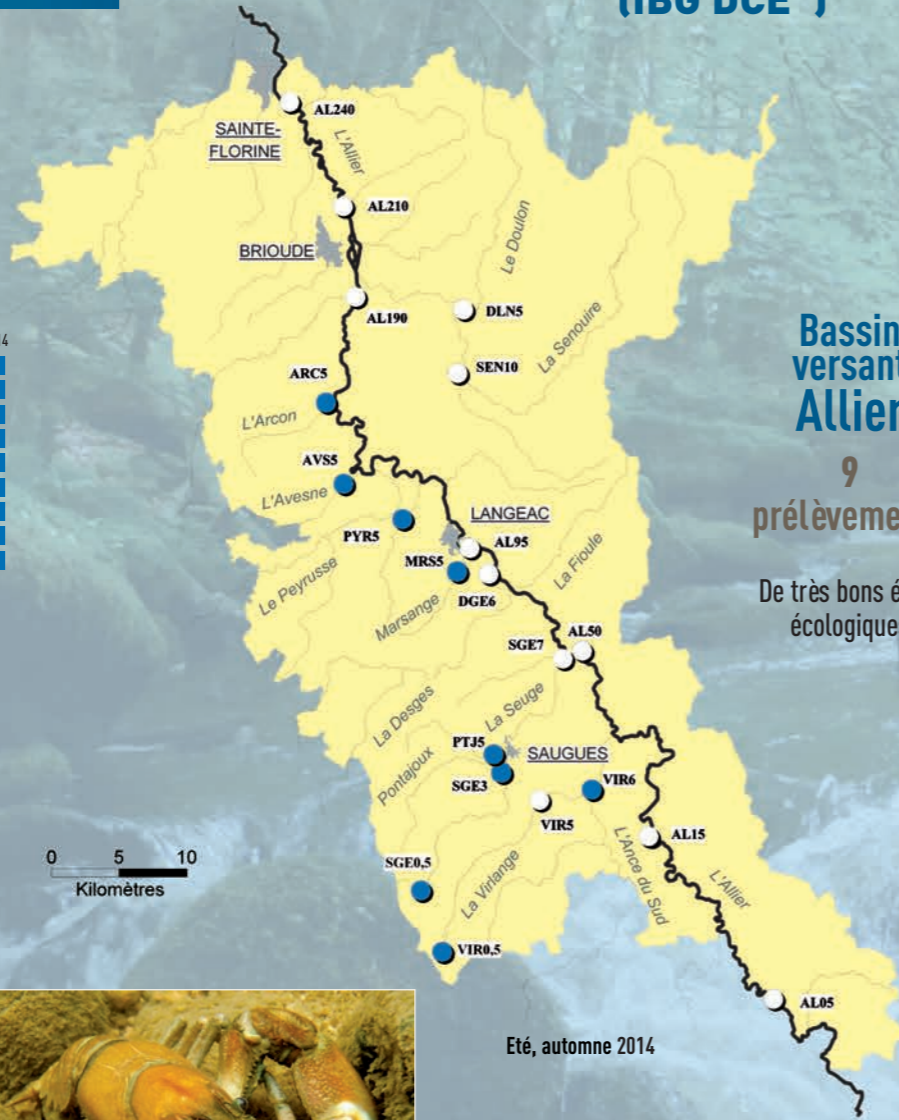 (IBG DCE )
AL240
SAINTE-
FLORINE
L'Allier
AL210
Le Doulon
BRIOUDE
AL190
DLN5
La Senouire
14
SEN10
ARC5
L'Arcon
AVS5
L'Avesne
LANGEAC
PYR5
AL95
La Fioule
MRS5
Le Peyrusse
DGE6
Marsange
AL50
SGE7
La Desges
La Seuge
PTJ5
SAUGUES
Pontajoux
SGE3
VIR6
VIR5
AL15
L'Ance du Sud
0 5 10
Kilomètres
SGE0,5
La Virlange
L'Allier
VIR0,5
AL05
Bassin
versant
Allier
9
prélèveme
De très bons é
écologique
Eté, automne 2014